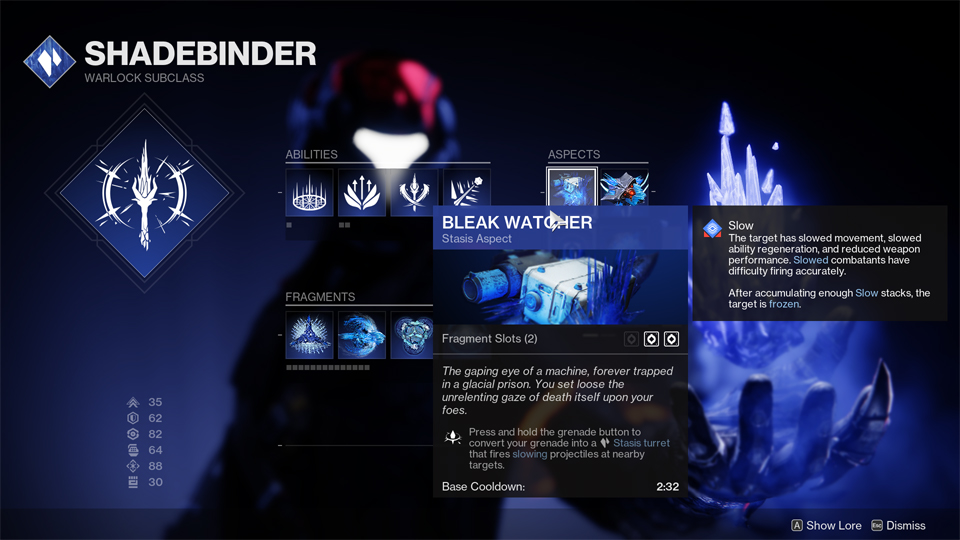 SHADEBINDER
WARLOCK SUBCLASS
ABILITIES
ASPECTS
BLEAK WATCHER
Stasis Aspect
Fragment Slots (2)
The gaping eye of a machine, forever trapped
in a glacial prison. You set loose the
unrelenting gaze of death itself upon your
foes.
Press and hold the grenade button to
convert your grenade into a Stasis turret
that fires slowing projectiles at nearby
targets.
Base Cooldown: 2:32
Slow
The target has slowed movement, slowed
ability regeneration, and reduced weapon
performance. Slowed combatants have
difficulty firing accurately.
After accumulating enough Slow stacks, the
target is frozen.
FRAGMENTS
35
62
82
64
88
30
A Show Lore Esc Dismiss